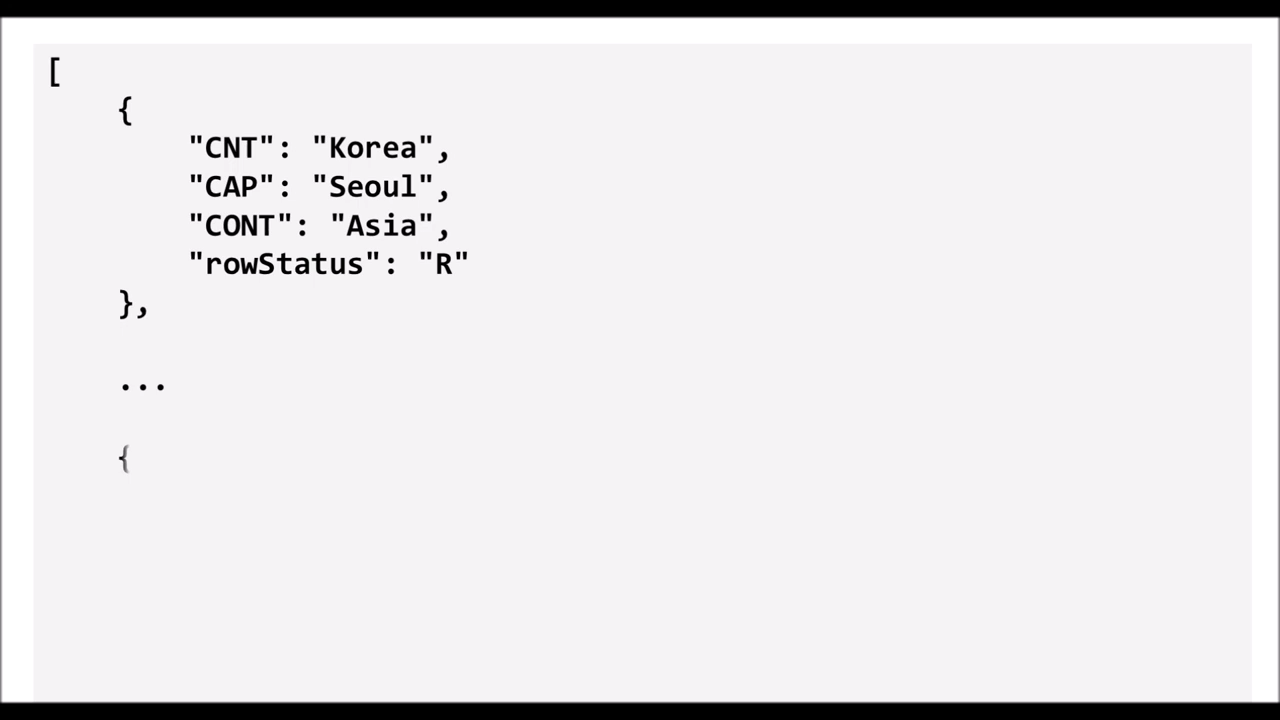 [
{
"CNT": "Korea",
"CAP": "Seoul",
"CONT": "Asia",
"rowStatus": "R"
},
...
{